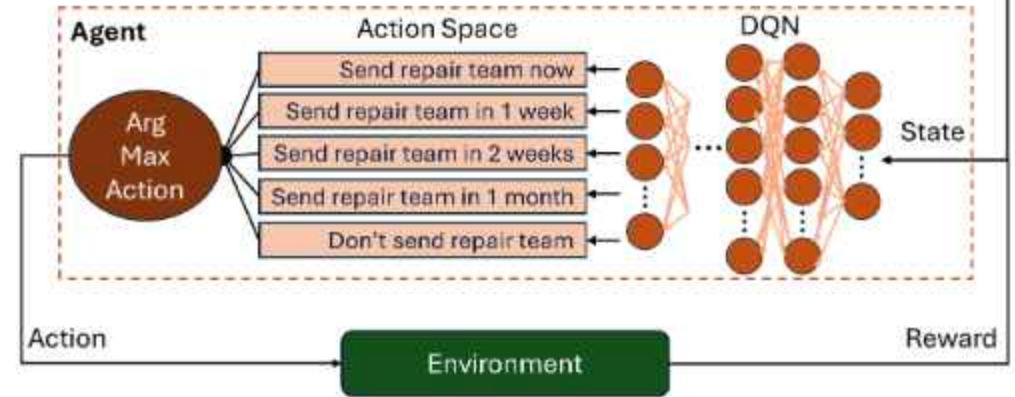 Agent
Action Space
DQN
Send repair team now
Send repair team in 1 week
Send repair team in 2 weeks
Send repair team in 1 month
Don't send repair team
Arg
Max
Action
State
Action
Environment
Reward